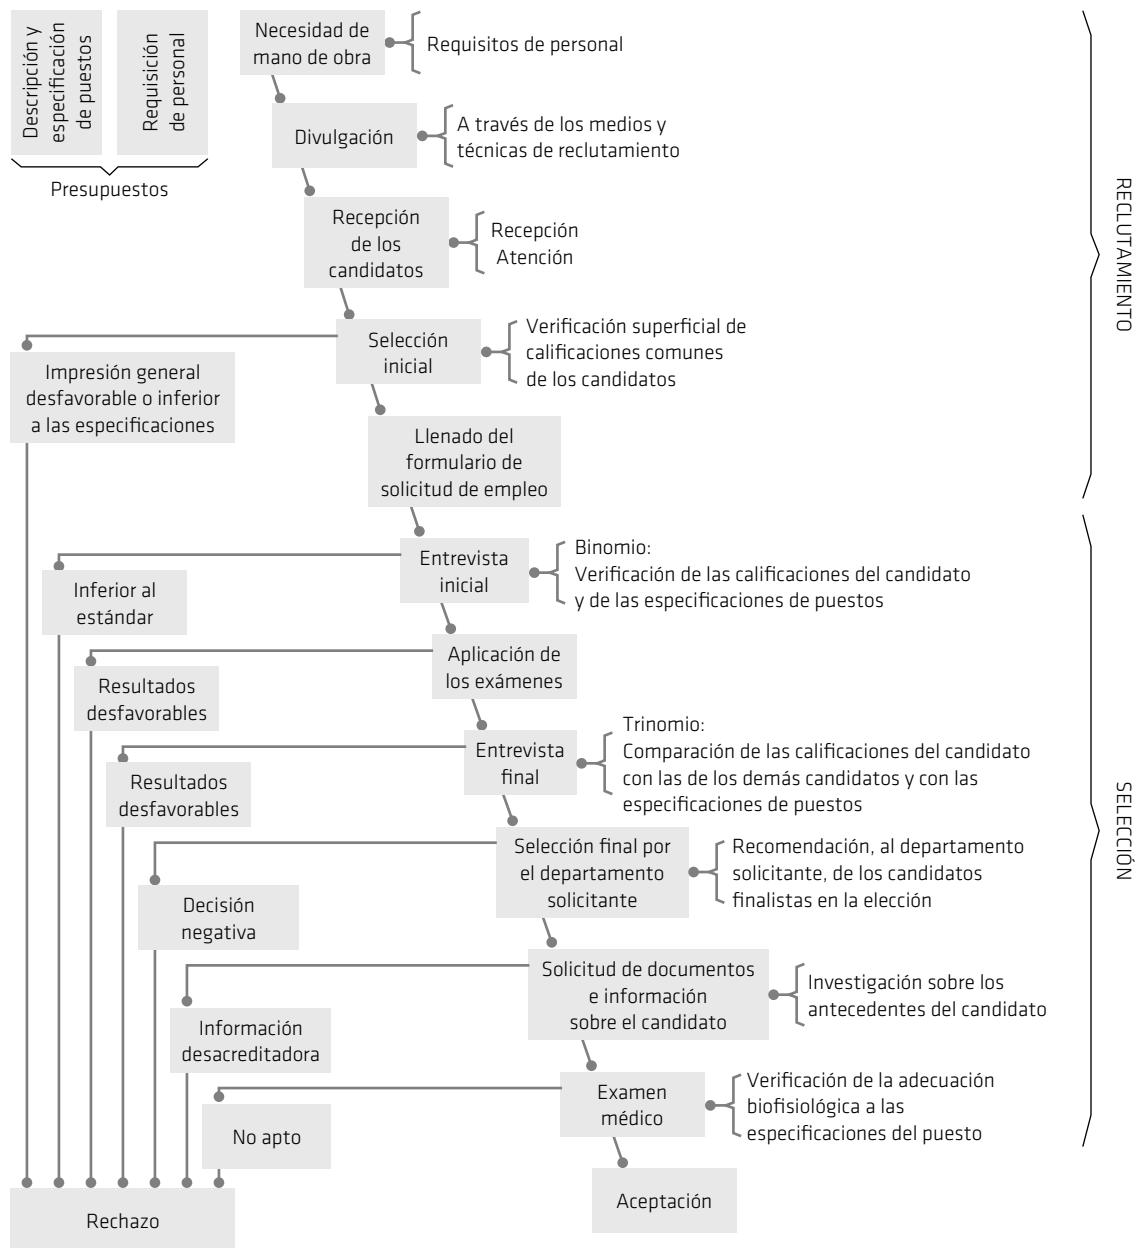 Descripción y
especificación
de puestos
Requisición
de personal
Presupuestos
Necesidad de
mano de obra
Requisitos de personal
Divulgación
A través de los medios y
técnicas de reclutamiento
Recepción
de los
candidatos
Recepción
Atención
Selección
inicial
Verificación superficial de
calificaciones comunes
de los candidatos
Impresión general
desfavorable o inferior
a las especificaciones
Llenado del
formulario de
solicitud de empleo
RECLUTAMIENTO
Entrevista
inicial
Binomio:
Verificación de las calificaciones del candidato
y de las especificaciones de puestos
Inferior al
estándar
Aplicación de
los exámenes
Resultados
desfavorables
Entrevista
final
Trinomio:
Comparación de las calificaciones del candidato
con las de los demás candidatos y con las
especificaciones de puestos
Resultados
desfavorables
Selección final por
el departamento
solicitante
Recomendación, al departamento
solicitante, de los candidatos
finalistas en la elección
Decisión
negativa
Solicitud de documentos
e información
sobre el candidato
Investigación sobre los
antecedentes del candidato
Información
desacreditadora
Examen
médico
Verificación de la adecuación
biofisiológica a las
especificaciones del puesto
No apto
SELECCIÓN
Aceptación
Rechazo